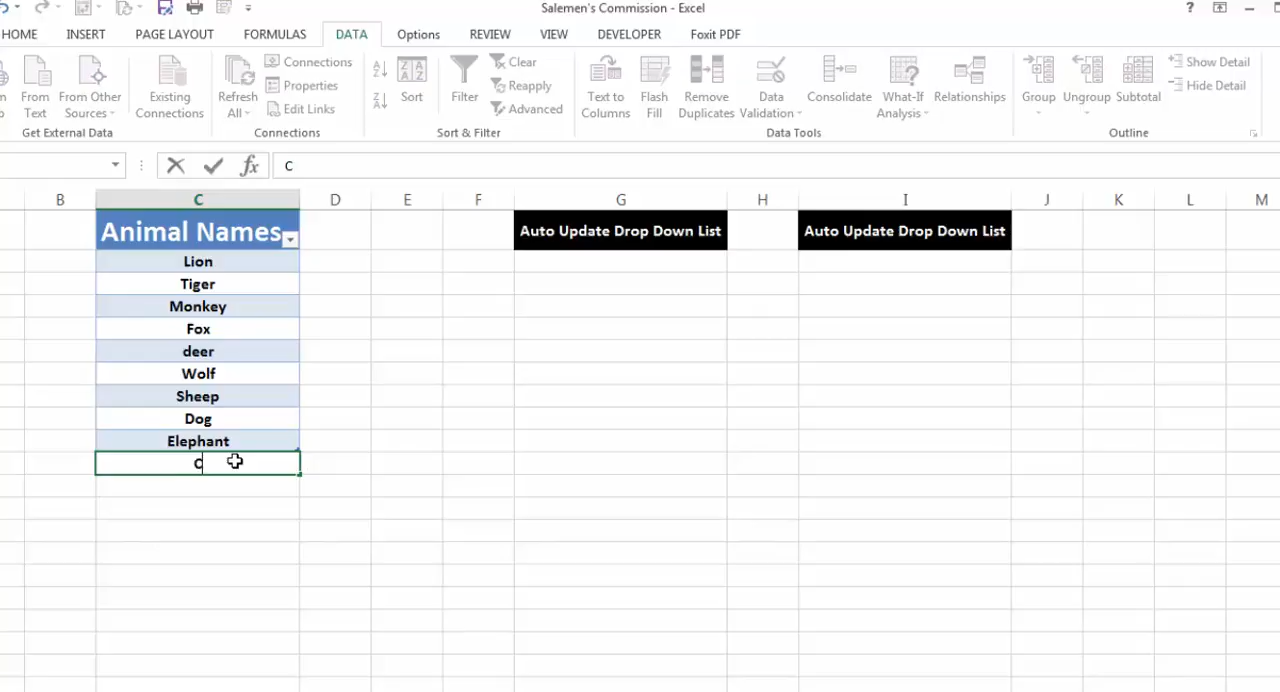 Salemen's Commission - Excel
?
HOME INSERT PAGE LAYOUT FORMULAS DATA Options REVIEW VIEW DEVELOPER Foxit PDF
From Text
From Other Sources
Get External Data
Existing Connections
Refresh All
Connections
Properties
Edit Links
Connections
Sort
Filter
Clear
Reapply
Advanced
Sort & Filter
Text to Columns
Flash Fill
Remove Duplicates
Data Validation
Consolidate
What-If Analysis
Relationships
Data Tools
Group
Ungroup
Subtotal
Show Detail
Hide Detail
Outline
fx C
B C D E F G H I J K L M
Animal Names Auto Update Drop Down List Auto Update Drop Down List
Lion
Tiger
Monkey
Fox
deer
Wolf
Sheep
Dog
Elephant
C